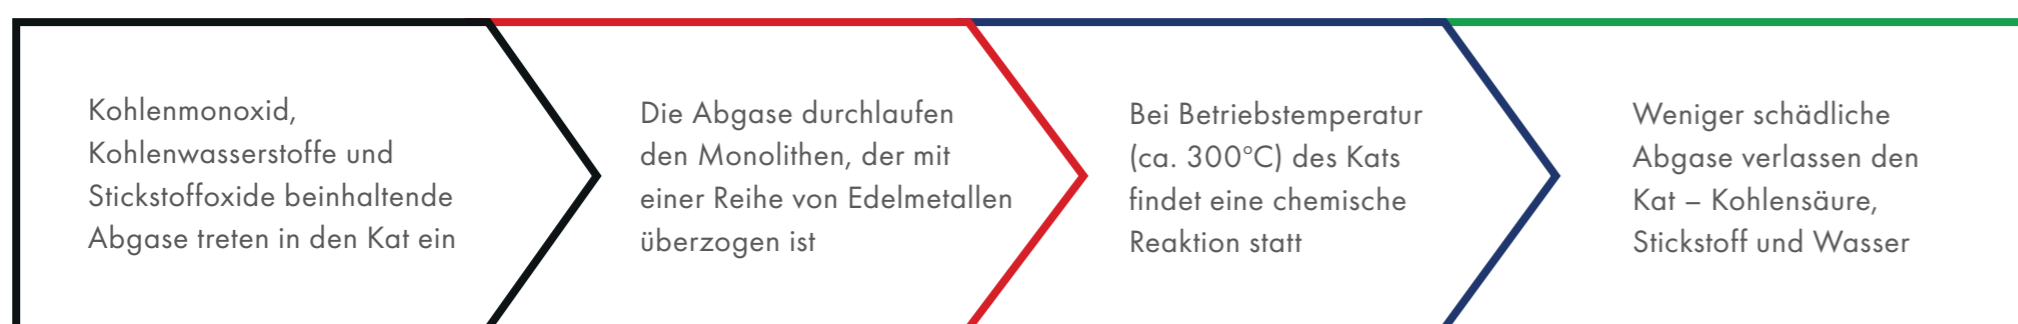 Kohlenmonoxid,
Kohlenwasserstoffe und
Stickstoffoxide beinhaltende
Abgase treten in den Kat ein
Die Abgase durchlaufen
den Monolithen, der mit
einer Reihe von Edelmetallen
überzogen ist
Bei Betriebstemperatur
(ca. 300°C) des Kats
findet eine chemische
Reaktion statt
Weniger schädliche
Abgase verlassen den
Kat – Kohlensäure,
Stickstoff und Wasser